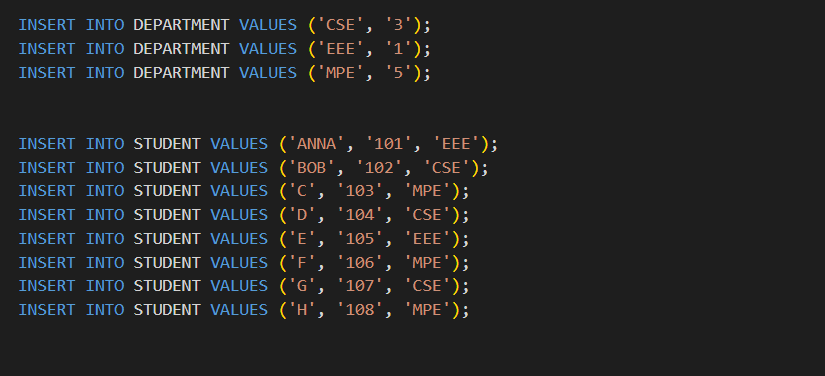 INSERT INTO DEPARTMENT VALUES ('CSE', '3');
INSERT INTO DEPARTMENT VALUES ('EEE', '1');
INSERT INTO DEPARTMENT VALUES ('MPE', '5');
INSERT INTO STUDENT VALUES ('ANNA', '101', 'EEE');
INSERT INTO STUDENT VALUES ('BOB', '102', 'CSE');
INSERT INTO STUDENT VALUES ('C', '103', 'MPE');
INSERT INTO STUDENT VALUES ('D', '104', 'CSE');
INSERT INTO STUDENT VALUES ('E', '105', 'EEE');
INSERT INTO STUDENT VALUES ('F', '106', 'MPE');
INSERT INTO STUDENT VALUES ('G', '107', 'CSE');
INSERT INTO STUDENT VALUES ('H', '108', 'MPE');